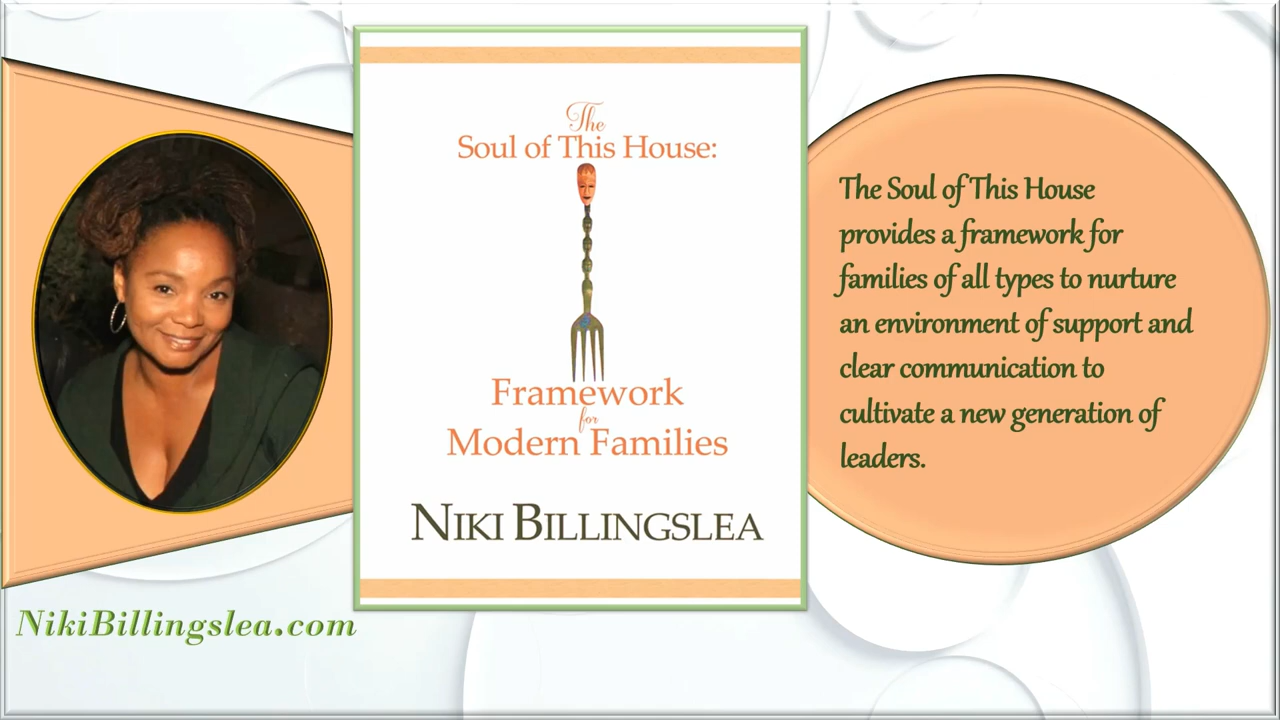 The
Soul of This House:
Framework
for
Modern Families
NIKI BILLINGSLEA
The Soul of This House
provides a framework for
families of all types to nurture
an environment of support and
clear communication to
cultivate a new generation of
leaders.
NikiBillingslea.com